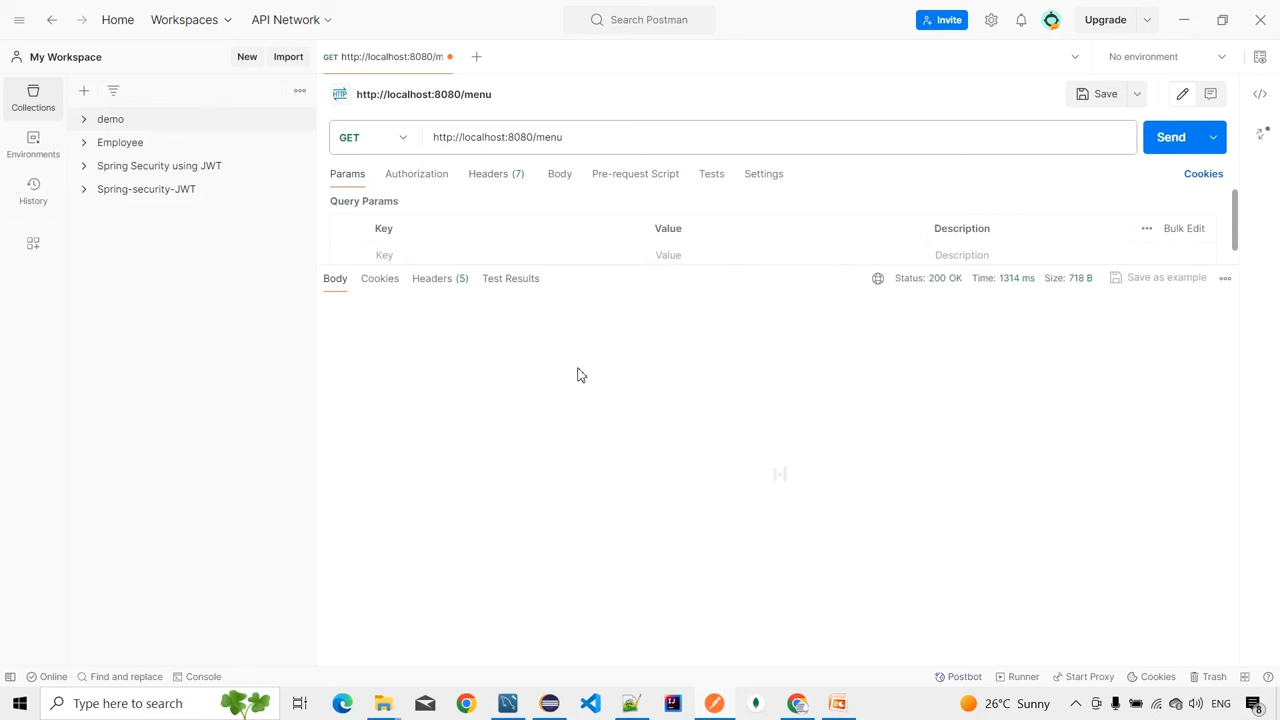 Home
Workspaces
API Network
Search Postman
Invite
Upgrade
My Workspace
New
Import
GET http://localhost:8080/m
No environment
Collections
Environments
History
demo
Employee
Spring Security using JWT
Spring-security-JWT
HTTP
http://localhost:8080/menu
Save
</>
GET
http://localhost:8080/menu
Send
Params
Authorization
Headers (7)
Body
Pre-request Script
Tests
Settings
Cookies
Query Params
Key
Value
Description
Bulk Edit
Key
Value
Description
Body
Cookies
Headers (5)
Test Results
Status: 200 OK
Time: 1314 ms
Size: 718 B
Save as example
Online
Find and replace
Console
Postbot
Runner
Start Proxy
Cookies
Trash
Type here to search
26°C Sunny
ENG
8